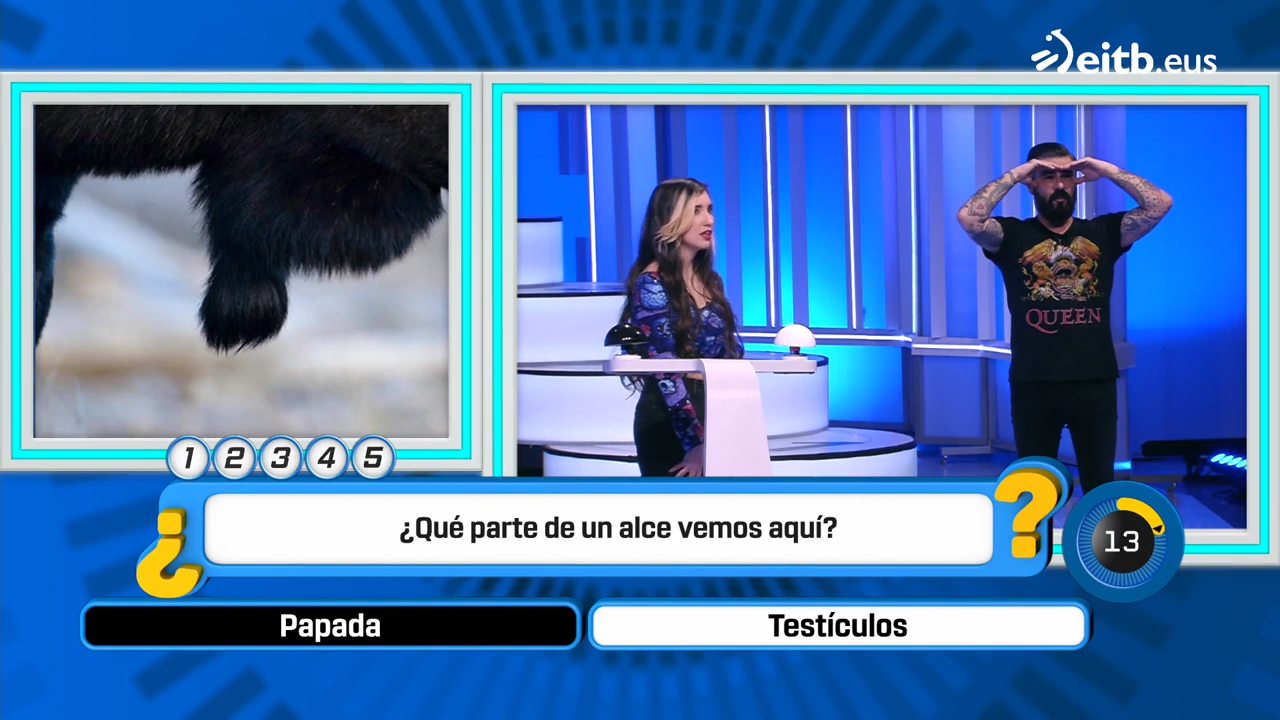 eitb.eus
QUEEN
1 2 3 4 5
¿Qué parte de un alce vemos aquí?
13
Papada
Testículos